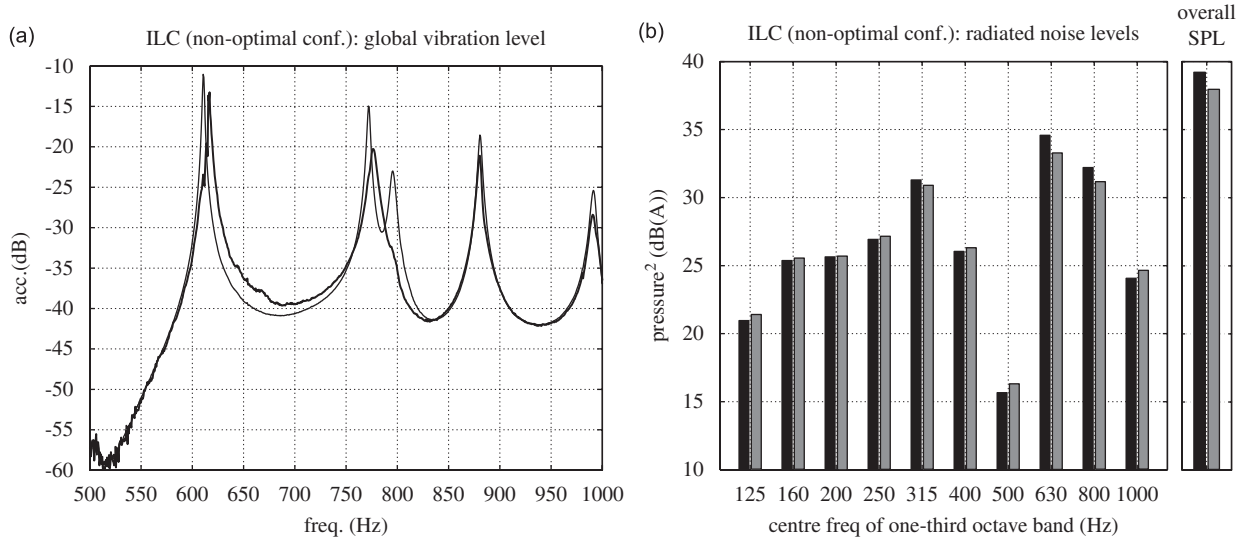 (a)
ILC (non-optimal conf.): global vibration level
-10
-15
-20
-25
-30
-35
-40
-45
-50
-55
-60
acc.(dB)
500 550 600 650 700 750 800 850 900 950 1000
freq. (Hz)
(b)
ILC (non-optimal conf.): radiated noise levels
overall
SPL
40
35
30
25
20
15
10
pressure² (dB(A))
125 160 200 250 315 400 500 630 800 1000
centre freq of one-third octave band (Hz)